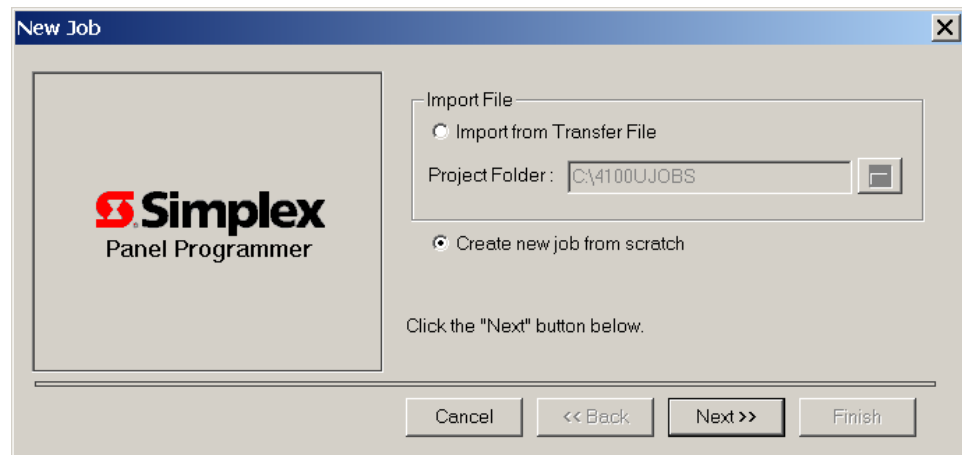 New Job
Import File
Import from Transfer File
Project Folder : C:\4100UJOBS
Simplex
Panel Programmer
Create new job from scratch
Click the "Next" button below.
Cancel << Back Next >> Finish